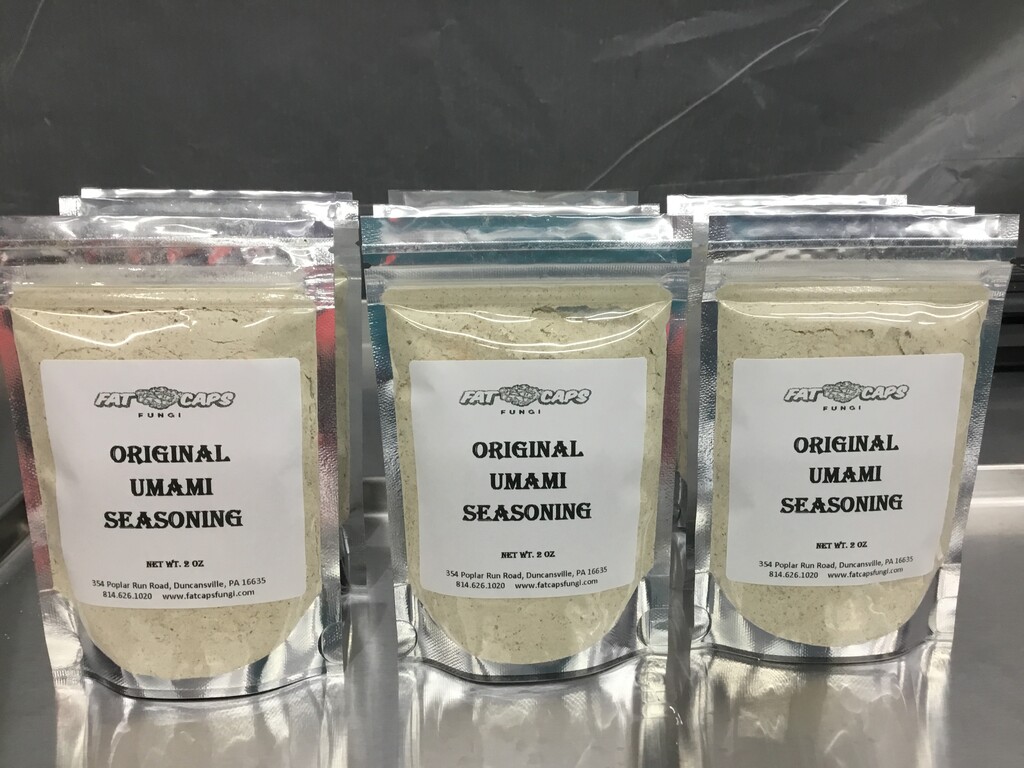 FAT CAPS
FUNGI
ORIGINAL
UMAMI
SEASONING
NET WT. 2 OZ
354 Poplar Run Road, Duncansville, PA 16635
814.626.1020 www.fatcapsfungi.com
FAT CAPS
FUNGI
ORIGINAL
UMAMI
SEASONING
NET WT. 2 OZ
354 Poplar Run Road, Duncansville, PA 16635
814.626.1020 www.fatcapsfungi.com
FAT CAPS
FUNGI
ORIGINAL
UMAMI
SEASONING
NET WT. 2 OZ
354 Poplar Run Road, Duncansville, PA 16635
814.626.1020 www.fatcapsfungi.com